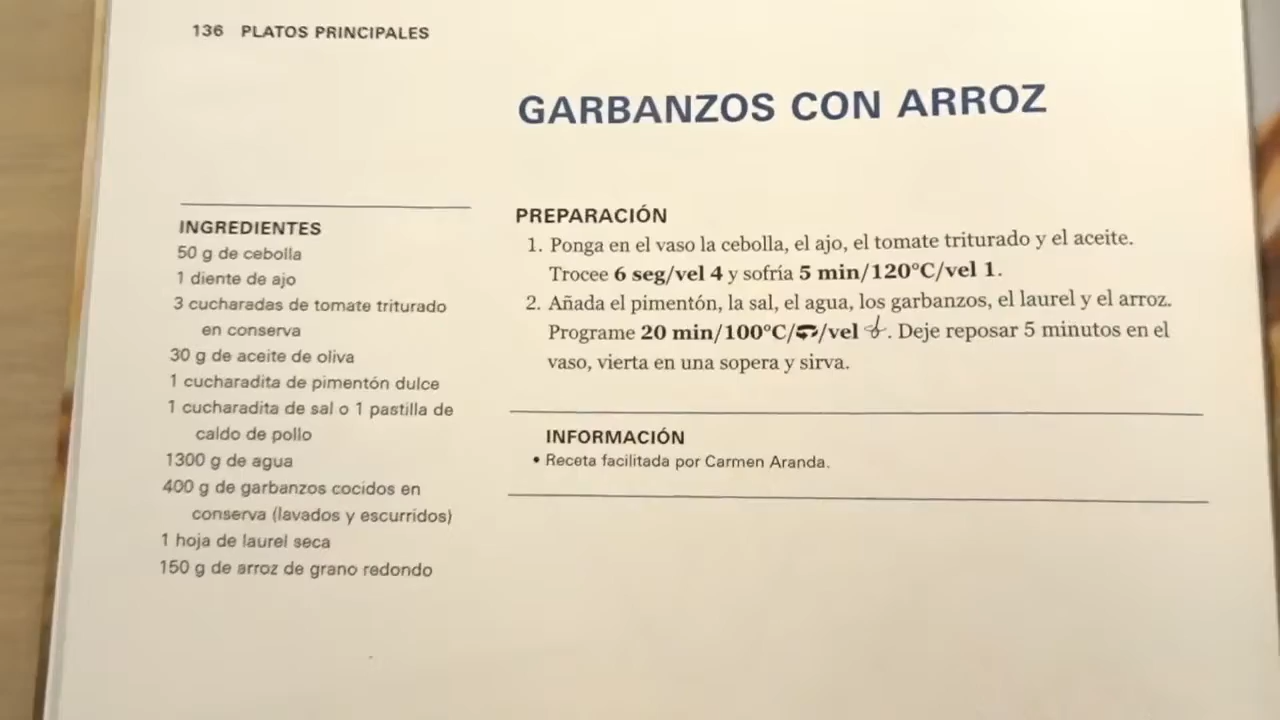 136 PLATOS PRINCIPALES
GARBANZOS CON ARROZ
INGREDIENTES
50 g de cebolla
1 diente de ajo
3 cucharadas de tomate triturado
en conserva
30 g de aceite de oliva
1 cucharadita de pimentón dulce
1 cucharadita de sal o 1 pastilla de
caldo de pollo
1300 g de agua
400 g de garbanzos cocidos en
conserva (lavados y escurridos)
1 hoja de laurel seca
150 g de arroz de grano redondo
PREPARACIÓN
1. Ponga en el vaso la cebolla, el ajo, el tomate triturado y el aceite.
Trocee 6 seg/vel 4 y sofría 5 min/120°C/vel 1.
2. Añada el pimentón, la sal, el agua, los garbanzos, el laurel y el arroz.
Programe 20 min/100°C/ /vel . Deje reposar 5 minutos en el
vaso, vierta en una sopera y sirva.
INFORMACIÓN
• Receta facilitada por Carmen Aranda.